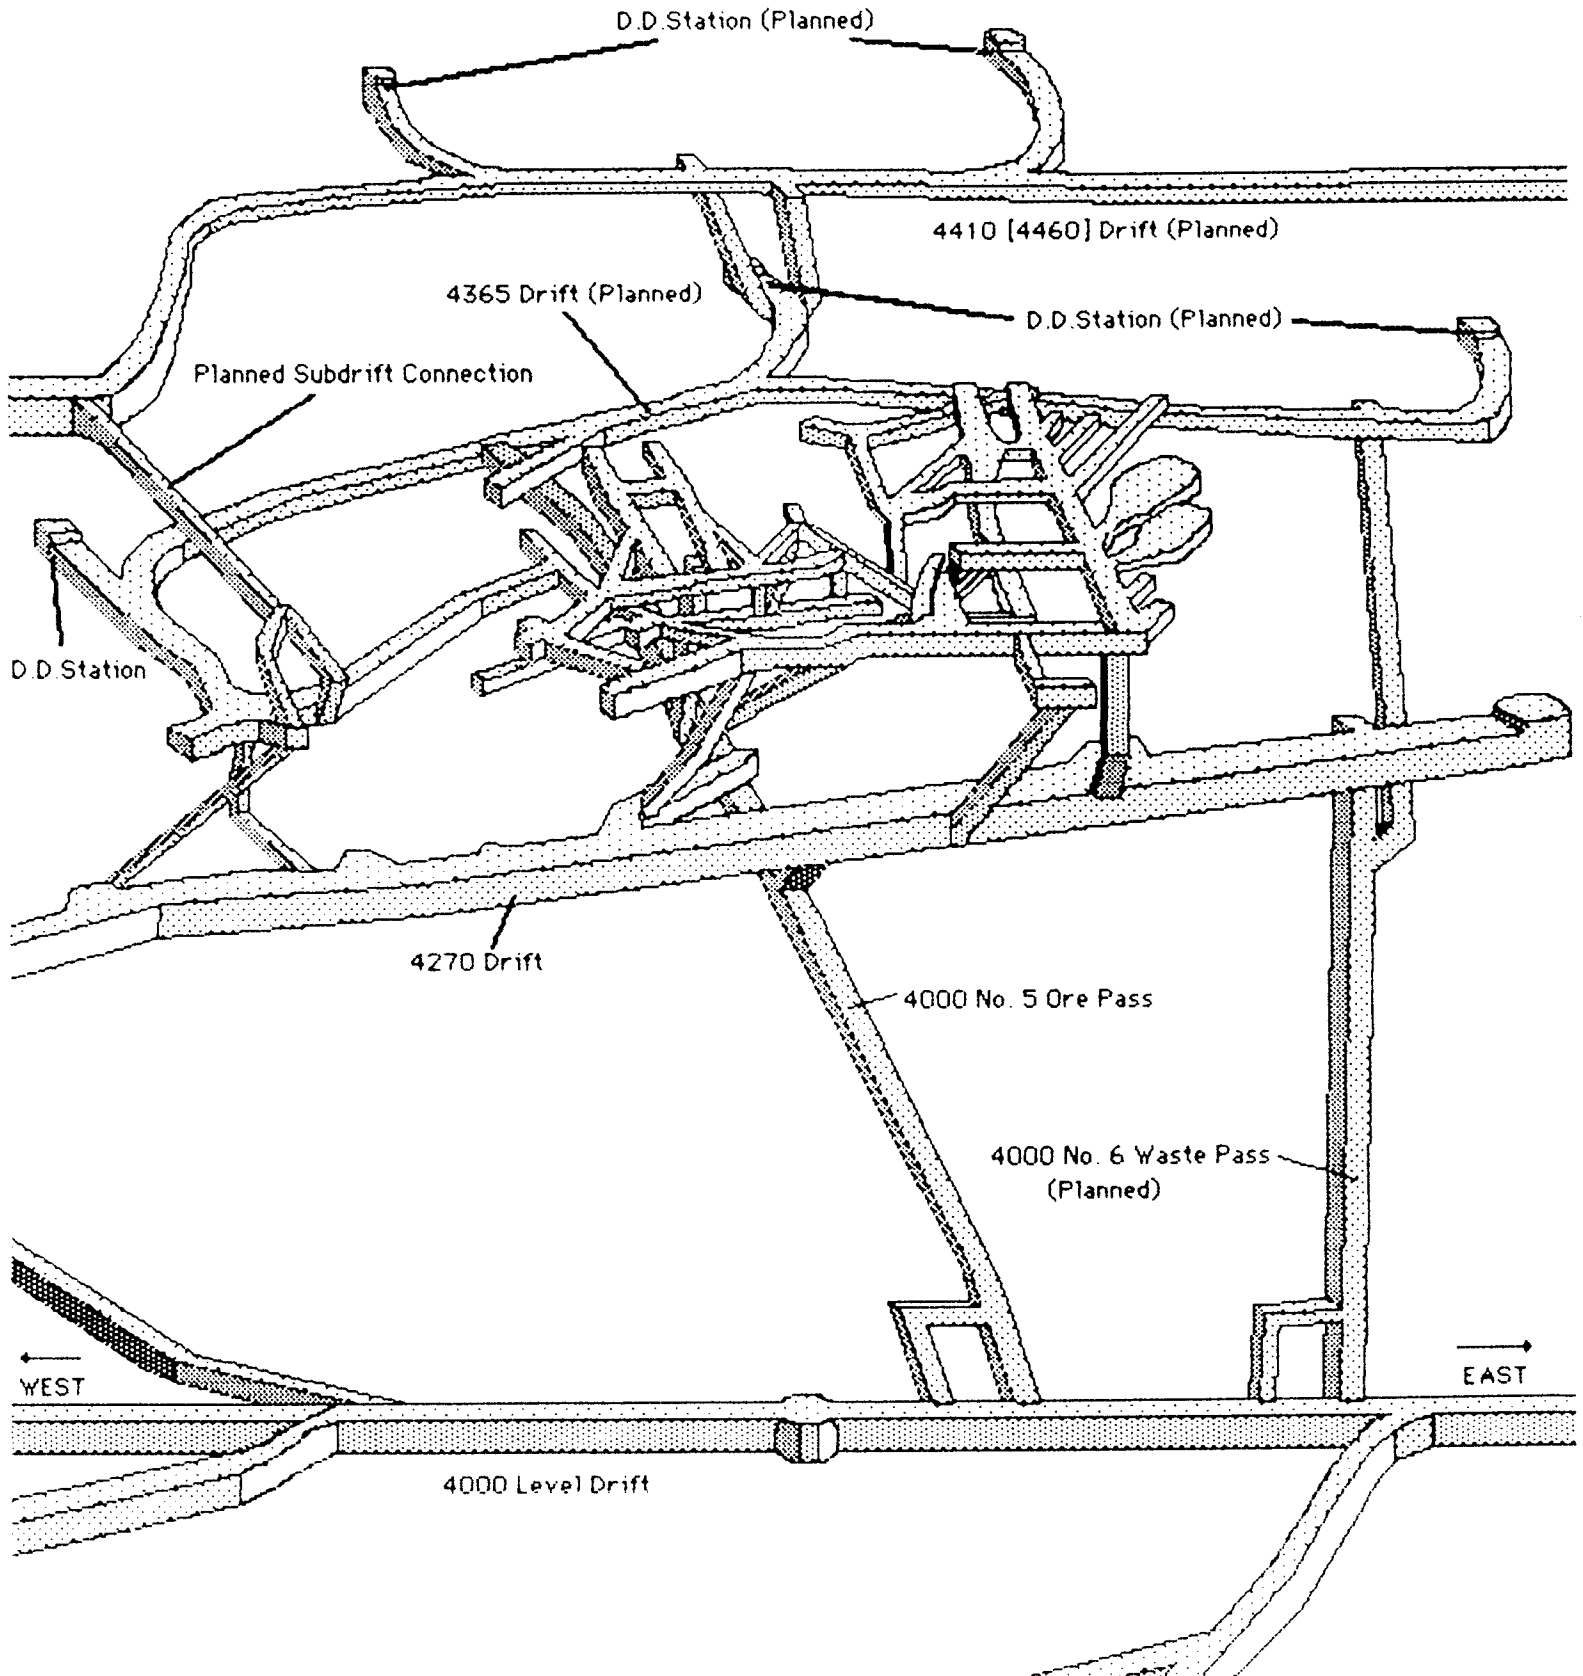 D.D.Station (Planned)
4410 [4460] Drift (Planned)
4365 Drift (Planned)
D.D.Station (Planned)
Planned Subdrift Connection
D.D.Station
4270 Drift
4000 No. 5 Ore Pass
4000 No. 6 Waste Pass
(Planned)
WEST
EAST
4000 Level Drift